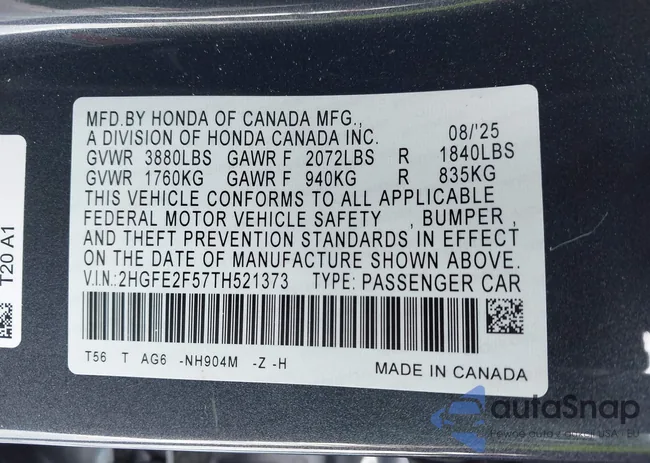 MFD.BY HONDA OF CANADA MFG.,
A DIVISION OF HONDA CANADA INC. 08/'25
GVWR 3880LBS GAWR F 2072LBS R 1840LBS
GVWR 1760KG GAWR F 940KG R 835KG
THIS VEHICLE CONFORMS TO ALL APPLICABLE
FEDERAL MOTOR VEHICLE SAFETY , BUMPER ,
AND THEFT PREVENTION STANDARDS IN EFFECT
ON THE DATE OF MANUFACTURE SHOWN ABOVE.
V.I.N.:2HGFE2F57TH521373 TYPE: PASSENGER CAR
T56 T AG6 -NH904M -Z -H
MADE IN CANADA
T20 A1
autoSnap